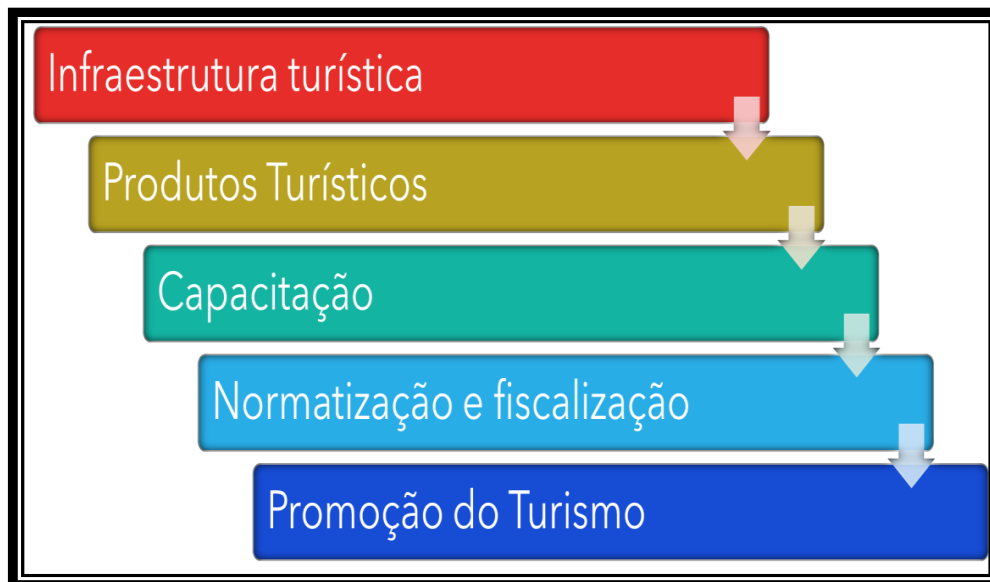 Infraestrutura turística
Produtos Turísticos
Capacitação
Normatização e fiscalização
Promoção do Turismo